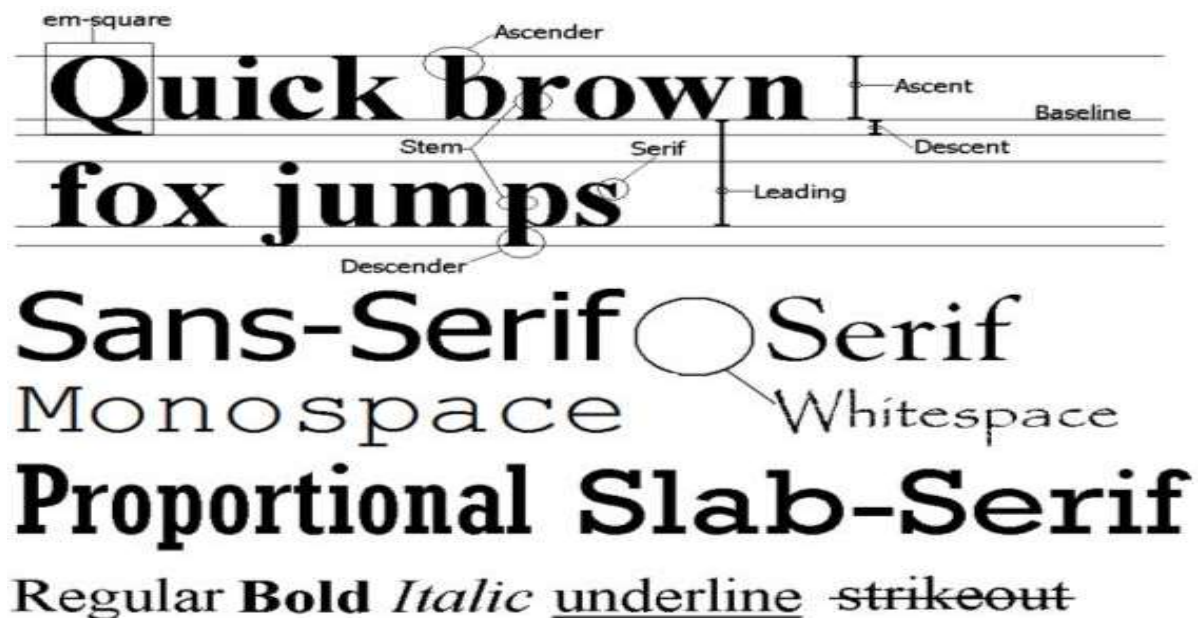 em-square
Ascender
Quick brown
Ascent
Baseline
Stem
Serif
Descent
fox jumps
Leading
Descender
Sans-Serif Serif
Monospace Whitespace
Proportional Slab-Serif
Regular Bold Italic underline strikeout